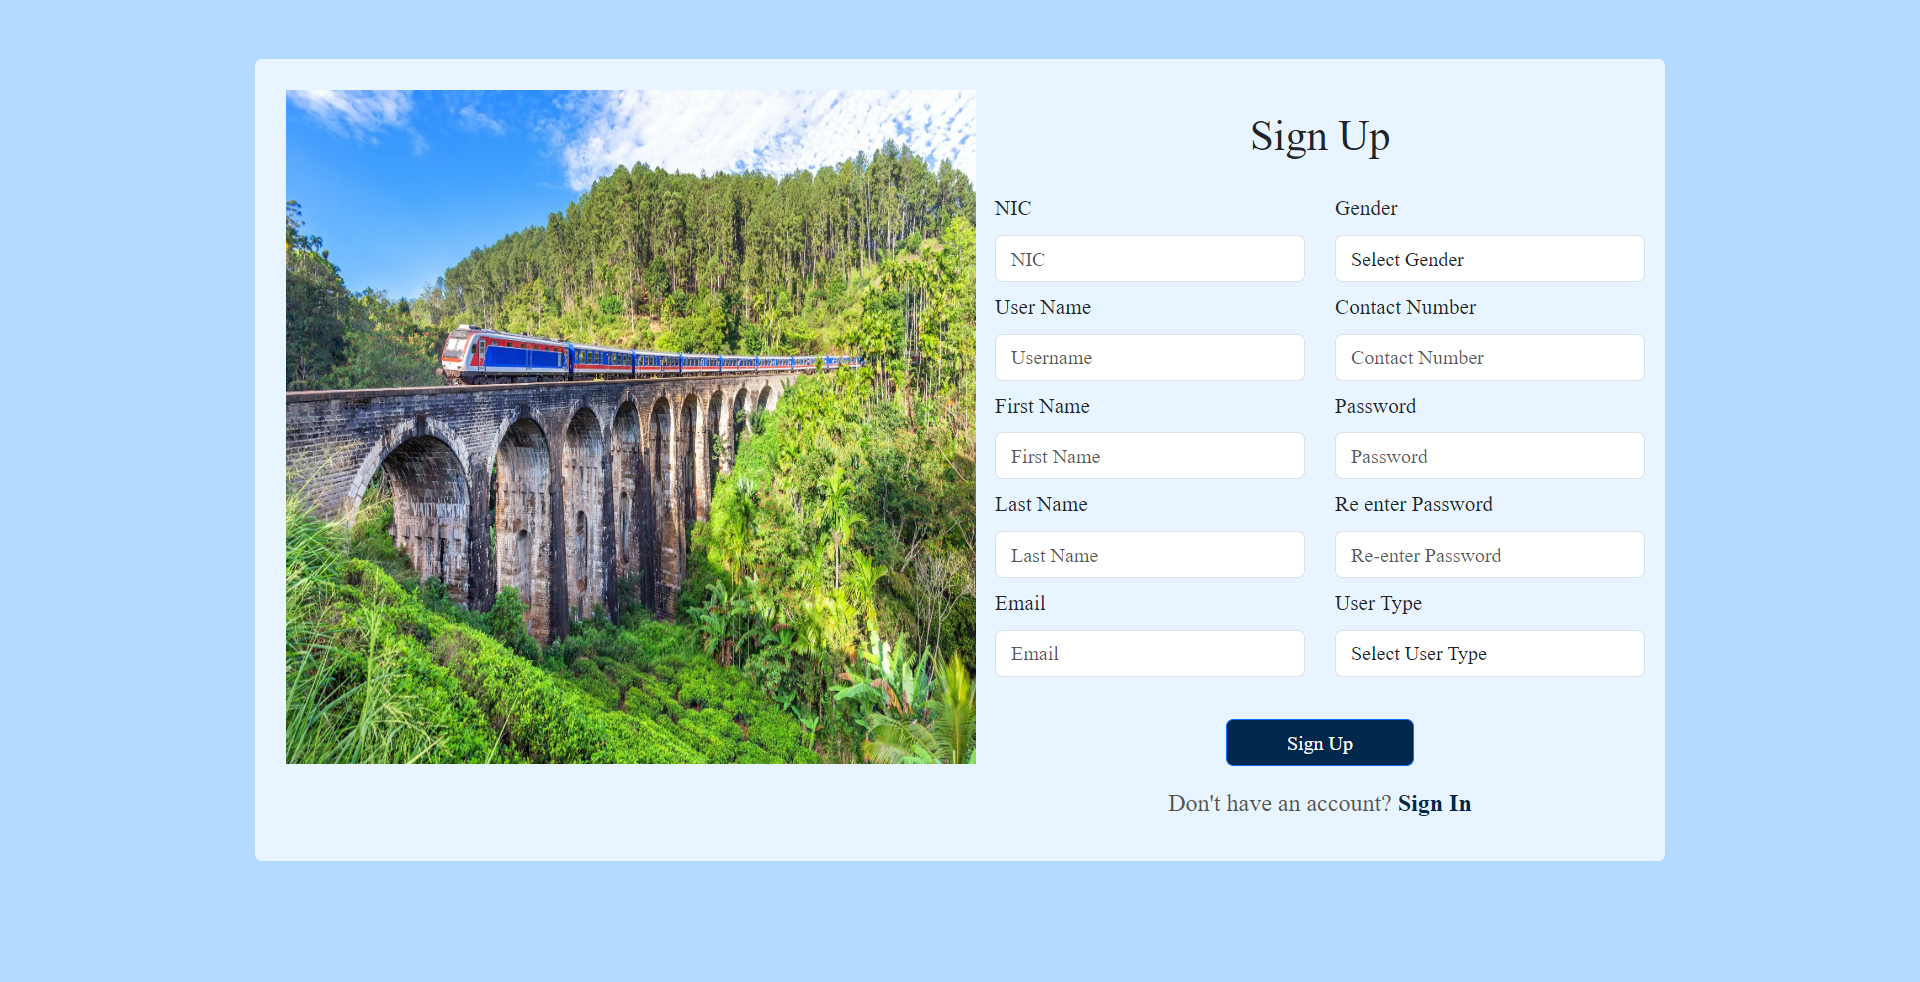 Sign Up
NIC
Gender
NIC
Select Gender
User Name
Contact Number
Username
Contact Number
First Name
Password
First Name
Password
Last Name
Re enter Password
Last Name
Re-enter Password
Email
User Type
Email
Select User Type
Sign Up
Don't have an account? Sign In